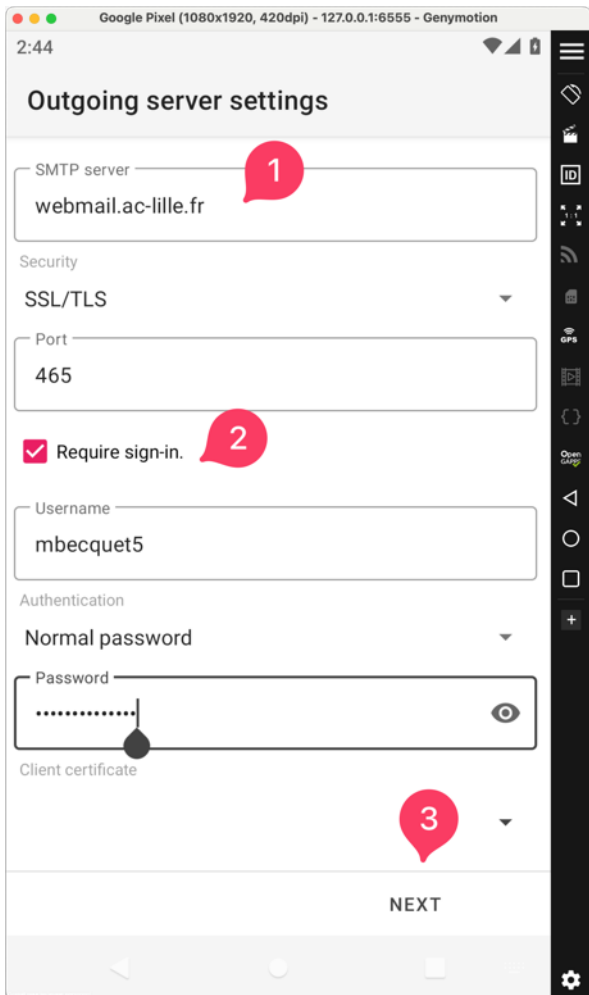 Google Pixel (1080x1920, 420dpi) - 127.0.0.1:6555 - Genymotion
2:44
Outgoing server settings
SMTP server
1
webmail.ac-lille.fr
Security
SSL/TLS
Port
465
2
Require sign-in.
Username
mbecquet5
Authentication
Normal password
Password
••••••••••••••
Client certificate
3
NEXT
ID
1:1
GPS
Open
GAPPS